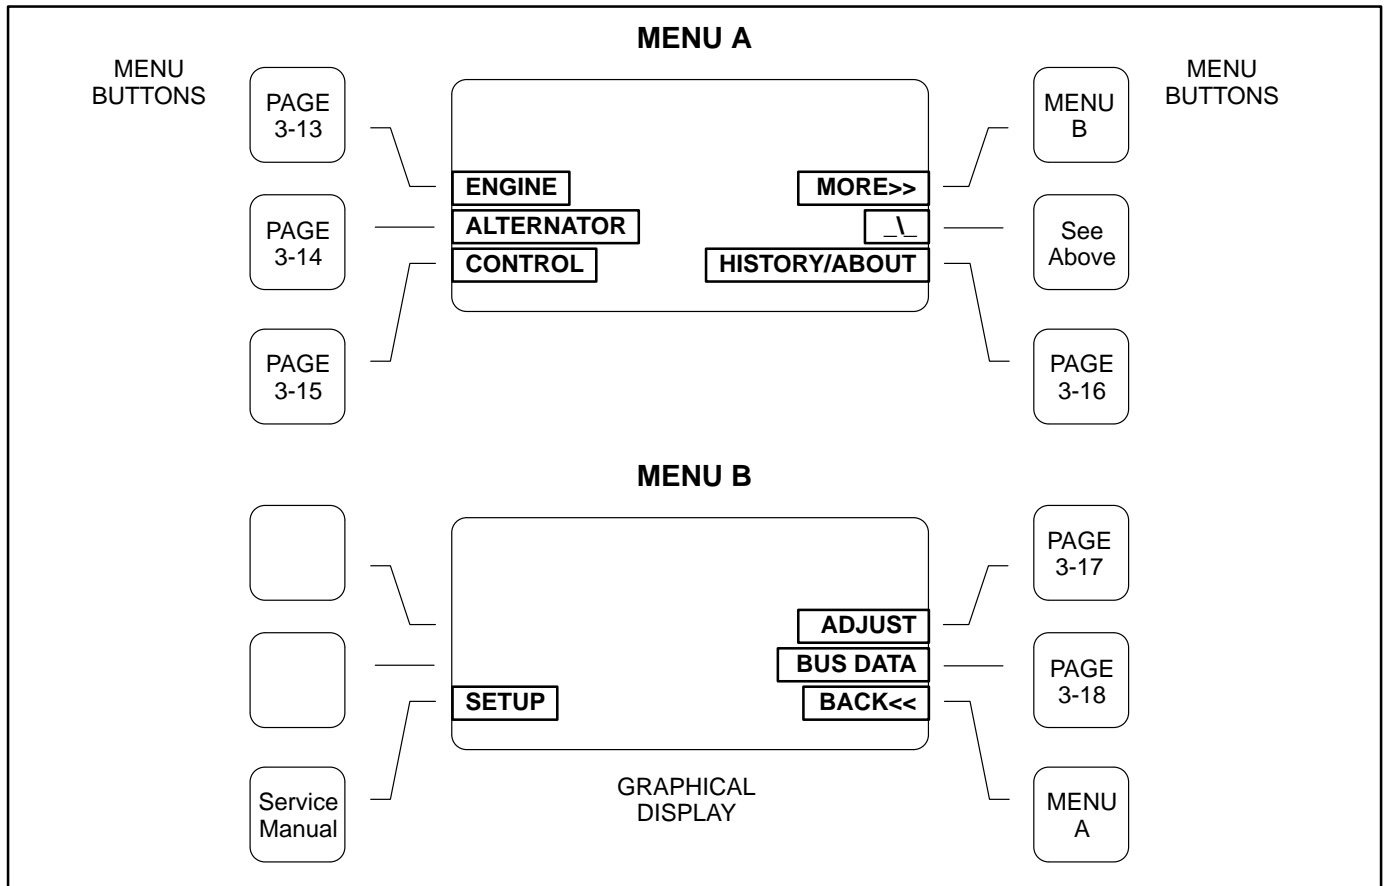 MENU A
MENU
BUTTONS
MENU
BUTTONS
PAGE
3-13
ENGINE
MORE>>
MENU
B
PAGE
3-14
ALTERNATOR
_\_
See
Above
PAGE
3-15
CONTROL
HISTORY/ABOUT
PAGE
3-16
MENU B
ADJUST
PAGE
3-17
BUS DATA
PAGE
3-18
Service
Manual
SETUP
BACK<<
MENU
A
GRAPHICAL
DISPLAY